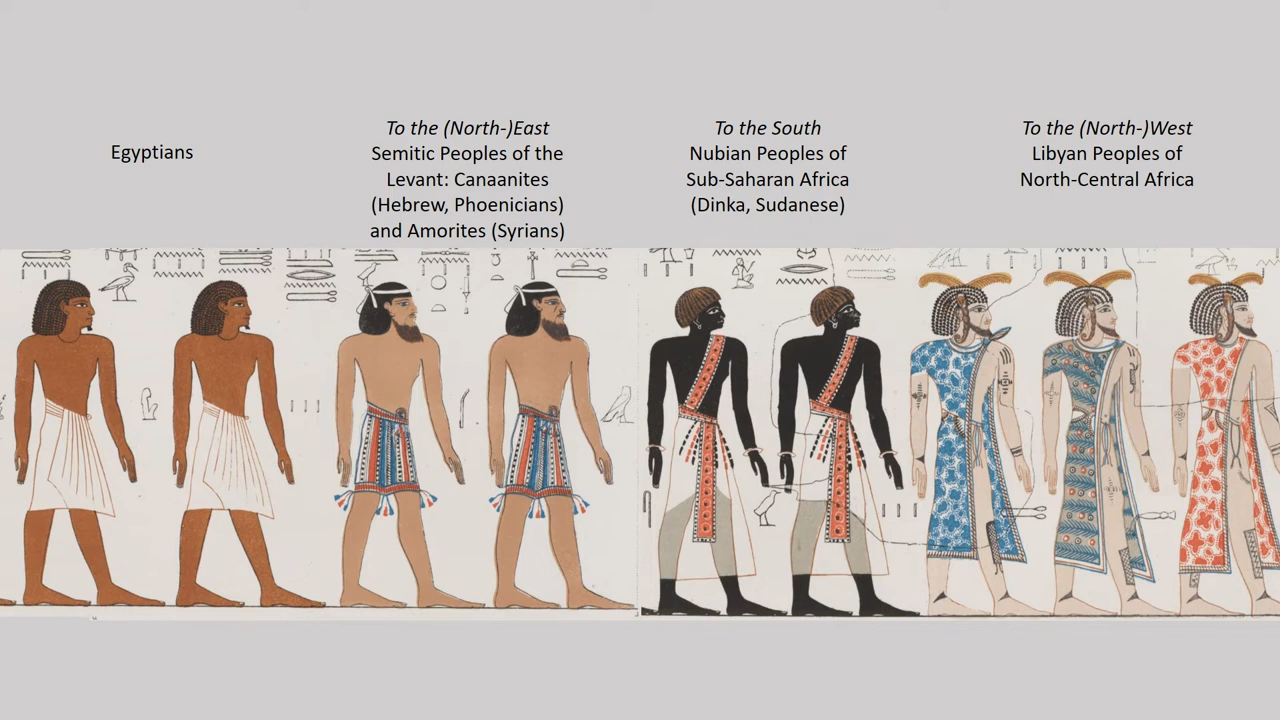 Egyptians
To the (North-)East
Semitic Peoples of the
Levant: Canaanites
(Hebrew, Phoenicians)
and Amorites (Syrians)
To the South
Nubian Peoples of
Sub-Saharan Africa
(Dinka, Sudanese)
To the (North-)West
Libyan Peoples of
North-Central Africa